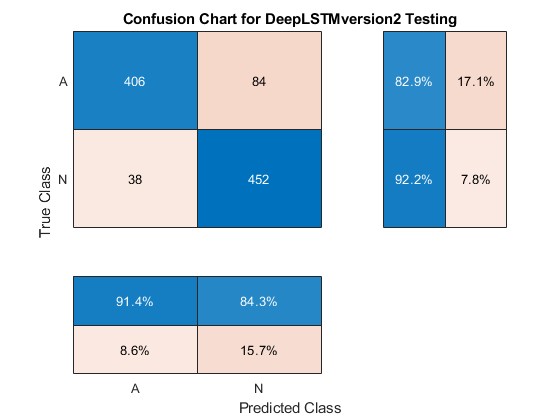 Confusion Chart for DeepLSTMversion2 Testing
A 406 84 82.9% 17.1%
N 38 452 92.2% 7.8%
True Class
91.4% 84.3%
8.6% 15.7%
A N
Predicted Class